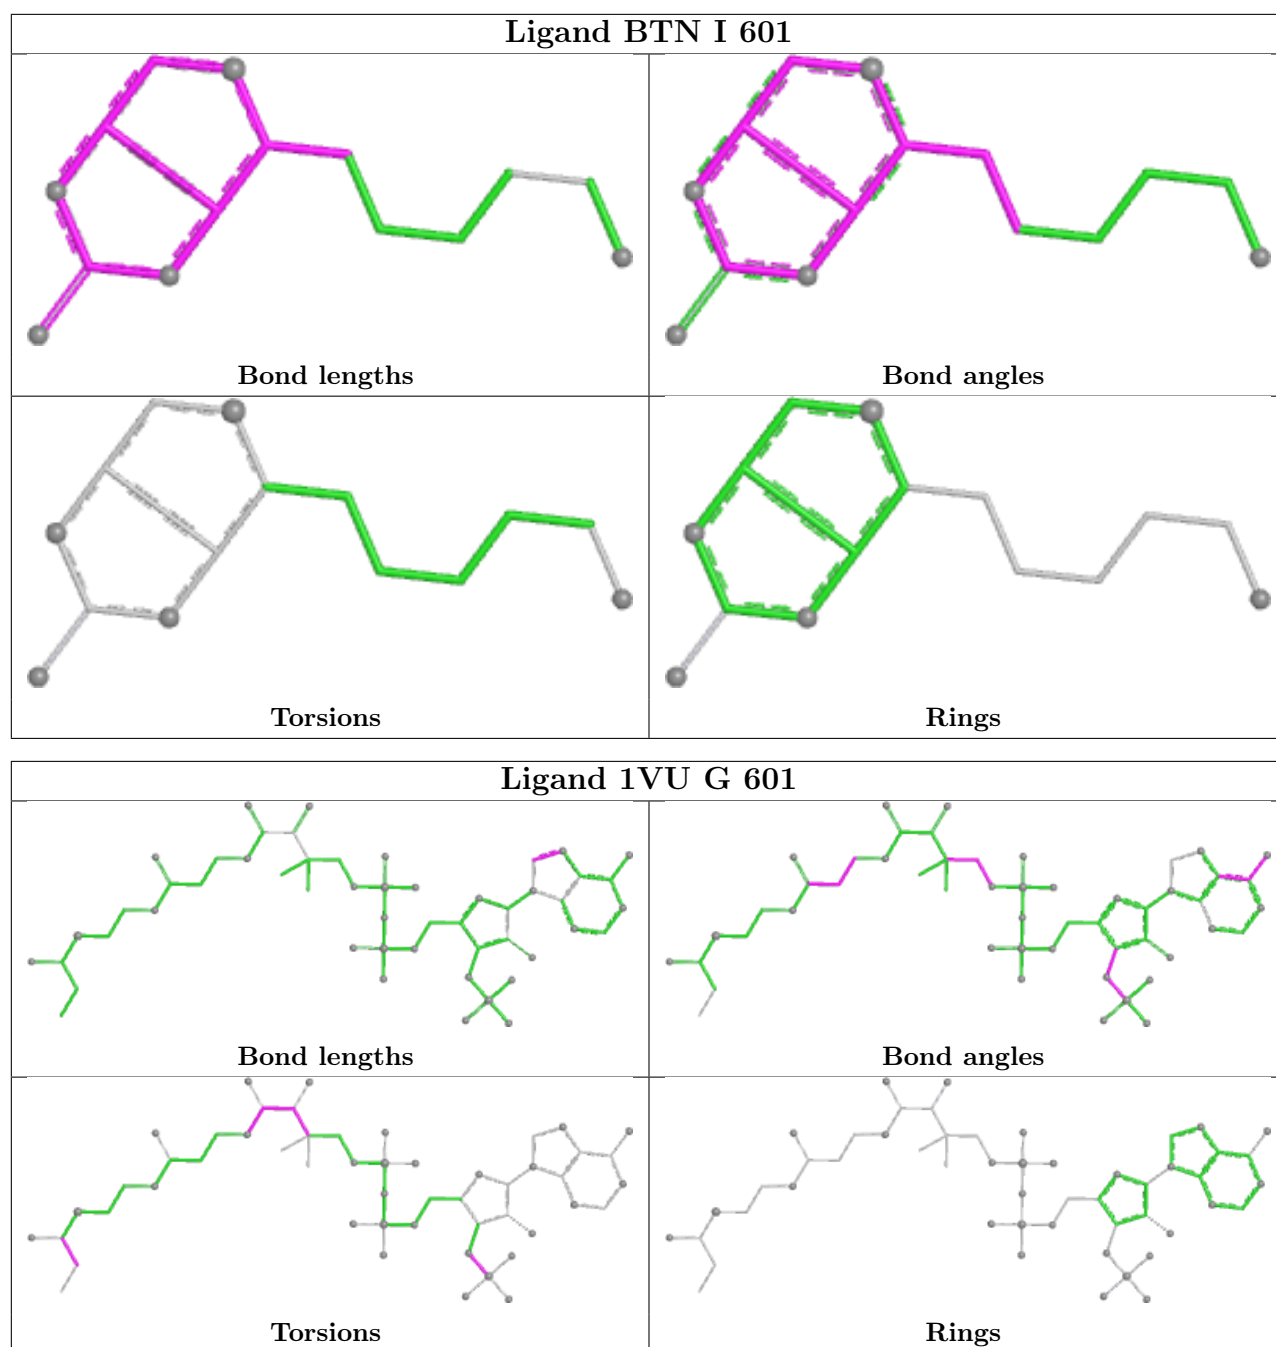 Ligand BTN I 601
Bond lengths
Bond angles
Torsions
Rings
Ligand 1VU G 601
Bond lengths
Bond angles
Torsions
Rings